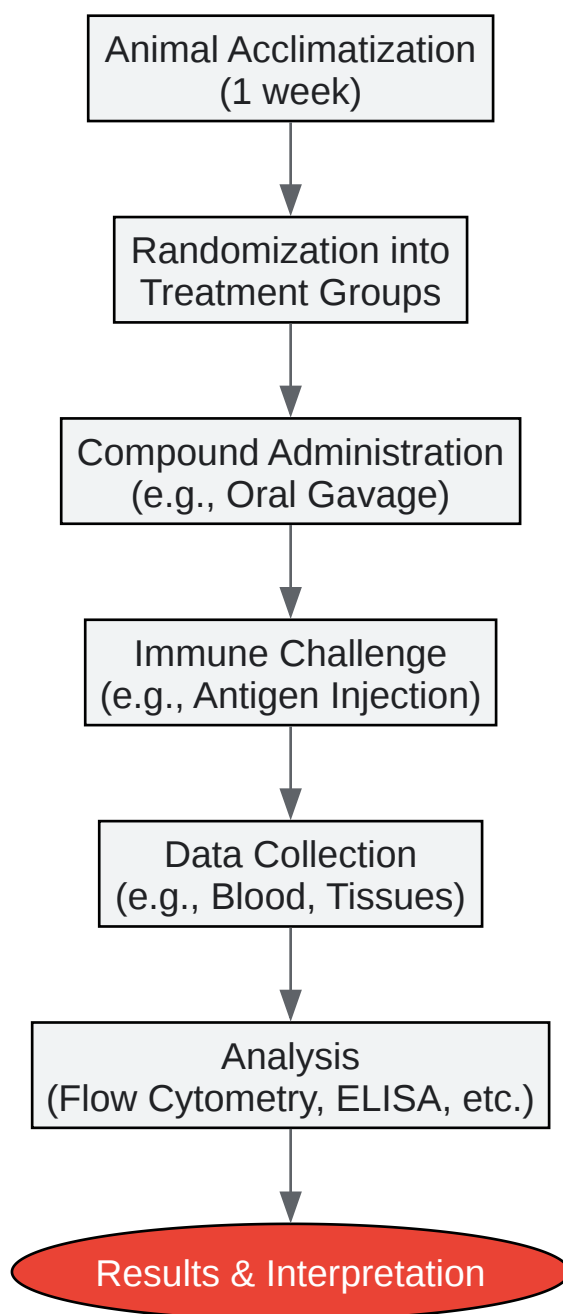 Animal Acclimatization
(1 week)
Randomization into
Treatment Groups
Compound Administration
(e.g., Oral Gavage)
Immune Challenge
(e.g., Antigen Injection)
Data Collection
(e.g., Blood, Tissues)
Analysis
(Flow Cytometry, ELISA, etc.)
Results & Interpretation